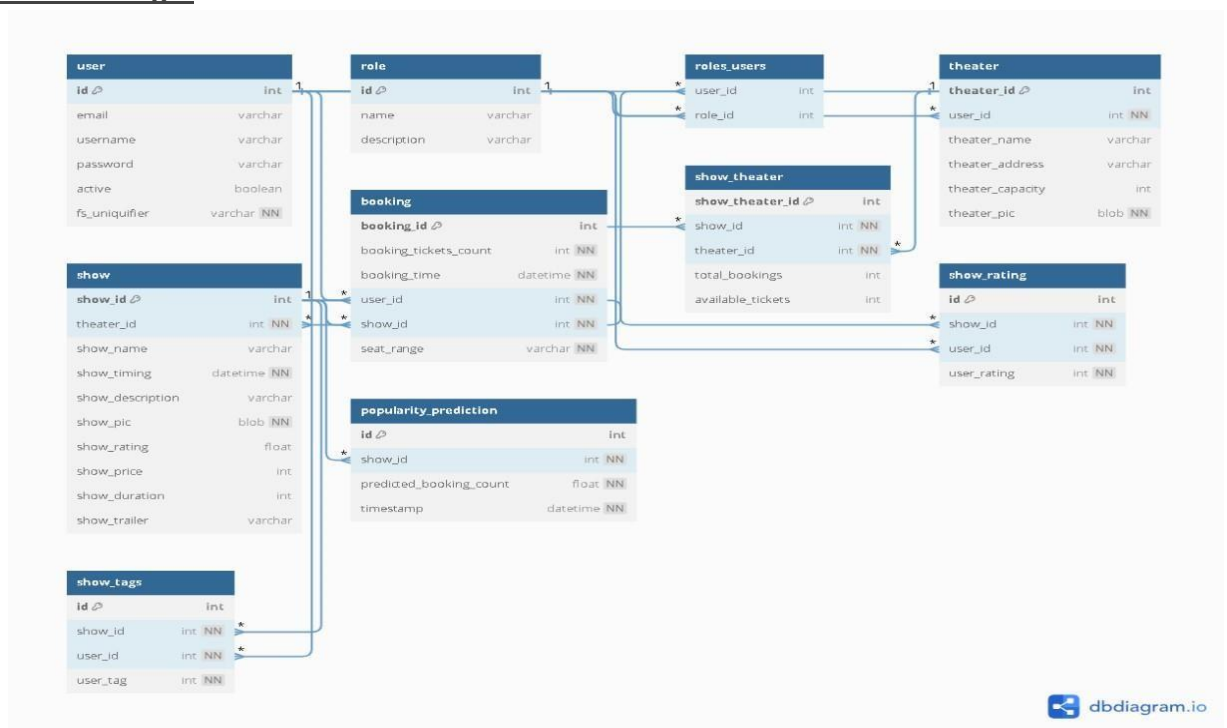 user
id int 1
email varchar
username varchar
password varchar
active boolean
fs_uniquifier varchar NN
role
id int 1
name varchar
description varchar
roles_users
* user_id int
* role_id int
theater
1 theater_id int
* user_id int NN
theater_name varchar
theater_address varchar
theater_capacity int
theater_pic blob NN
booking
booking_id int
booking_tickets_count int NN
booking_time datetime NN
* user_id int NN
* show_id int NN
seat_range varchar NN
show_theater
show_theater_id int
* show_id int NN
theater_id int NN *
total_bookings int
available_tickets int
show
show_id int 1
theater_id int NN *
show_name varchar
show_timing datetime NN
show_description varchar
show_pic blob NN
show_rating float
show_price int
show_duration int
show_trailer varchar
show_rating
id int
* show_id int NN
* user_id int NN
user_rating int NN
popularity_prediction
id int
* show_id int NN
predicted_booking_count float NN
timestamp datetime NN
show_tags
id int
show_id int NN *
user_id int NN *
user_tag int NN
dbdiagram.io